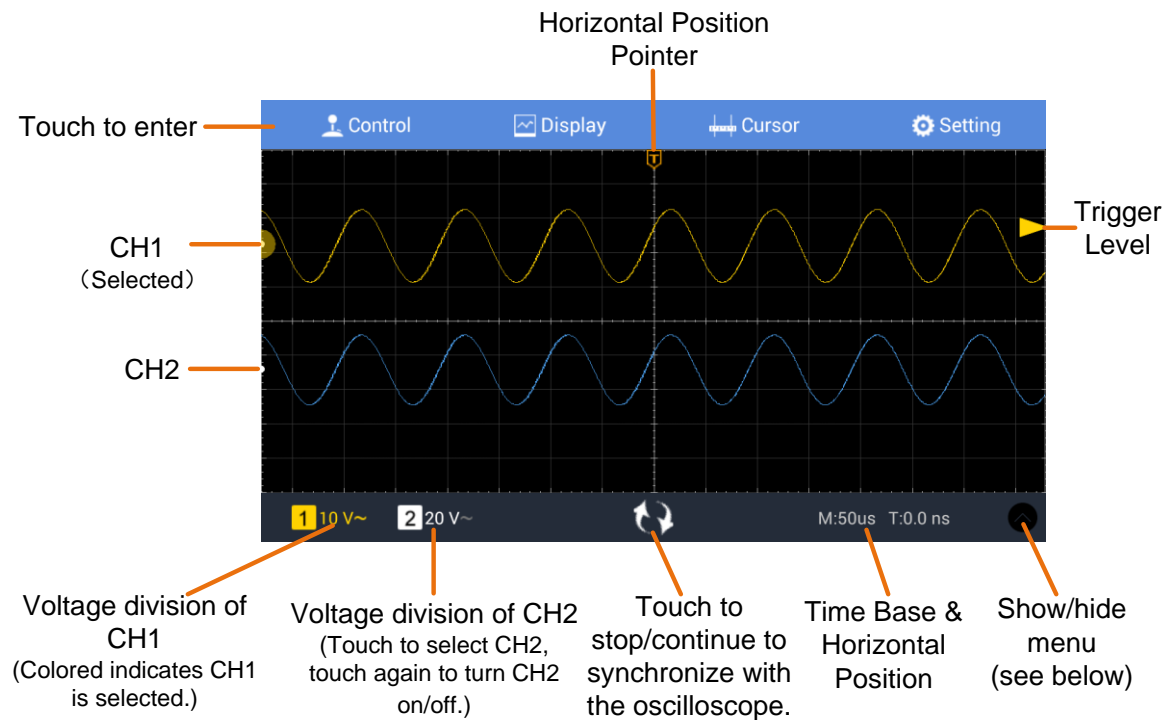 Horizontal Position
Pointer
Touch to enter
Control
Display
Cursor
Setting
T
CH1
（Selected）
Trigger
Level
CH2
1 10 V~
2 20 V~
M:50us T:0.0 ns
Voltage division of
CH1
(Colored indicates CH1
is selected.)
Voltage division of CH2
(Touch to select CH2,
touch again to turn CH2
on/off.)
Touch to
stop/continue to
synchronize with
the oscilloscope.
Time Base &
Horizontal
Position
Show/hide
menu
(see below)